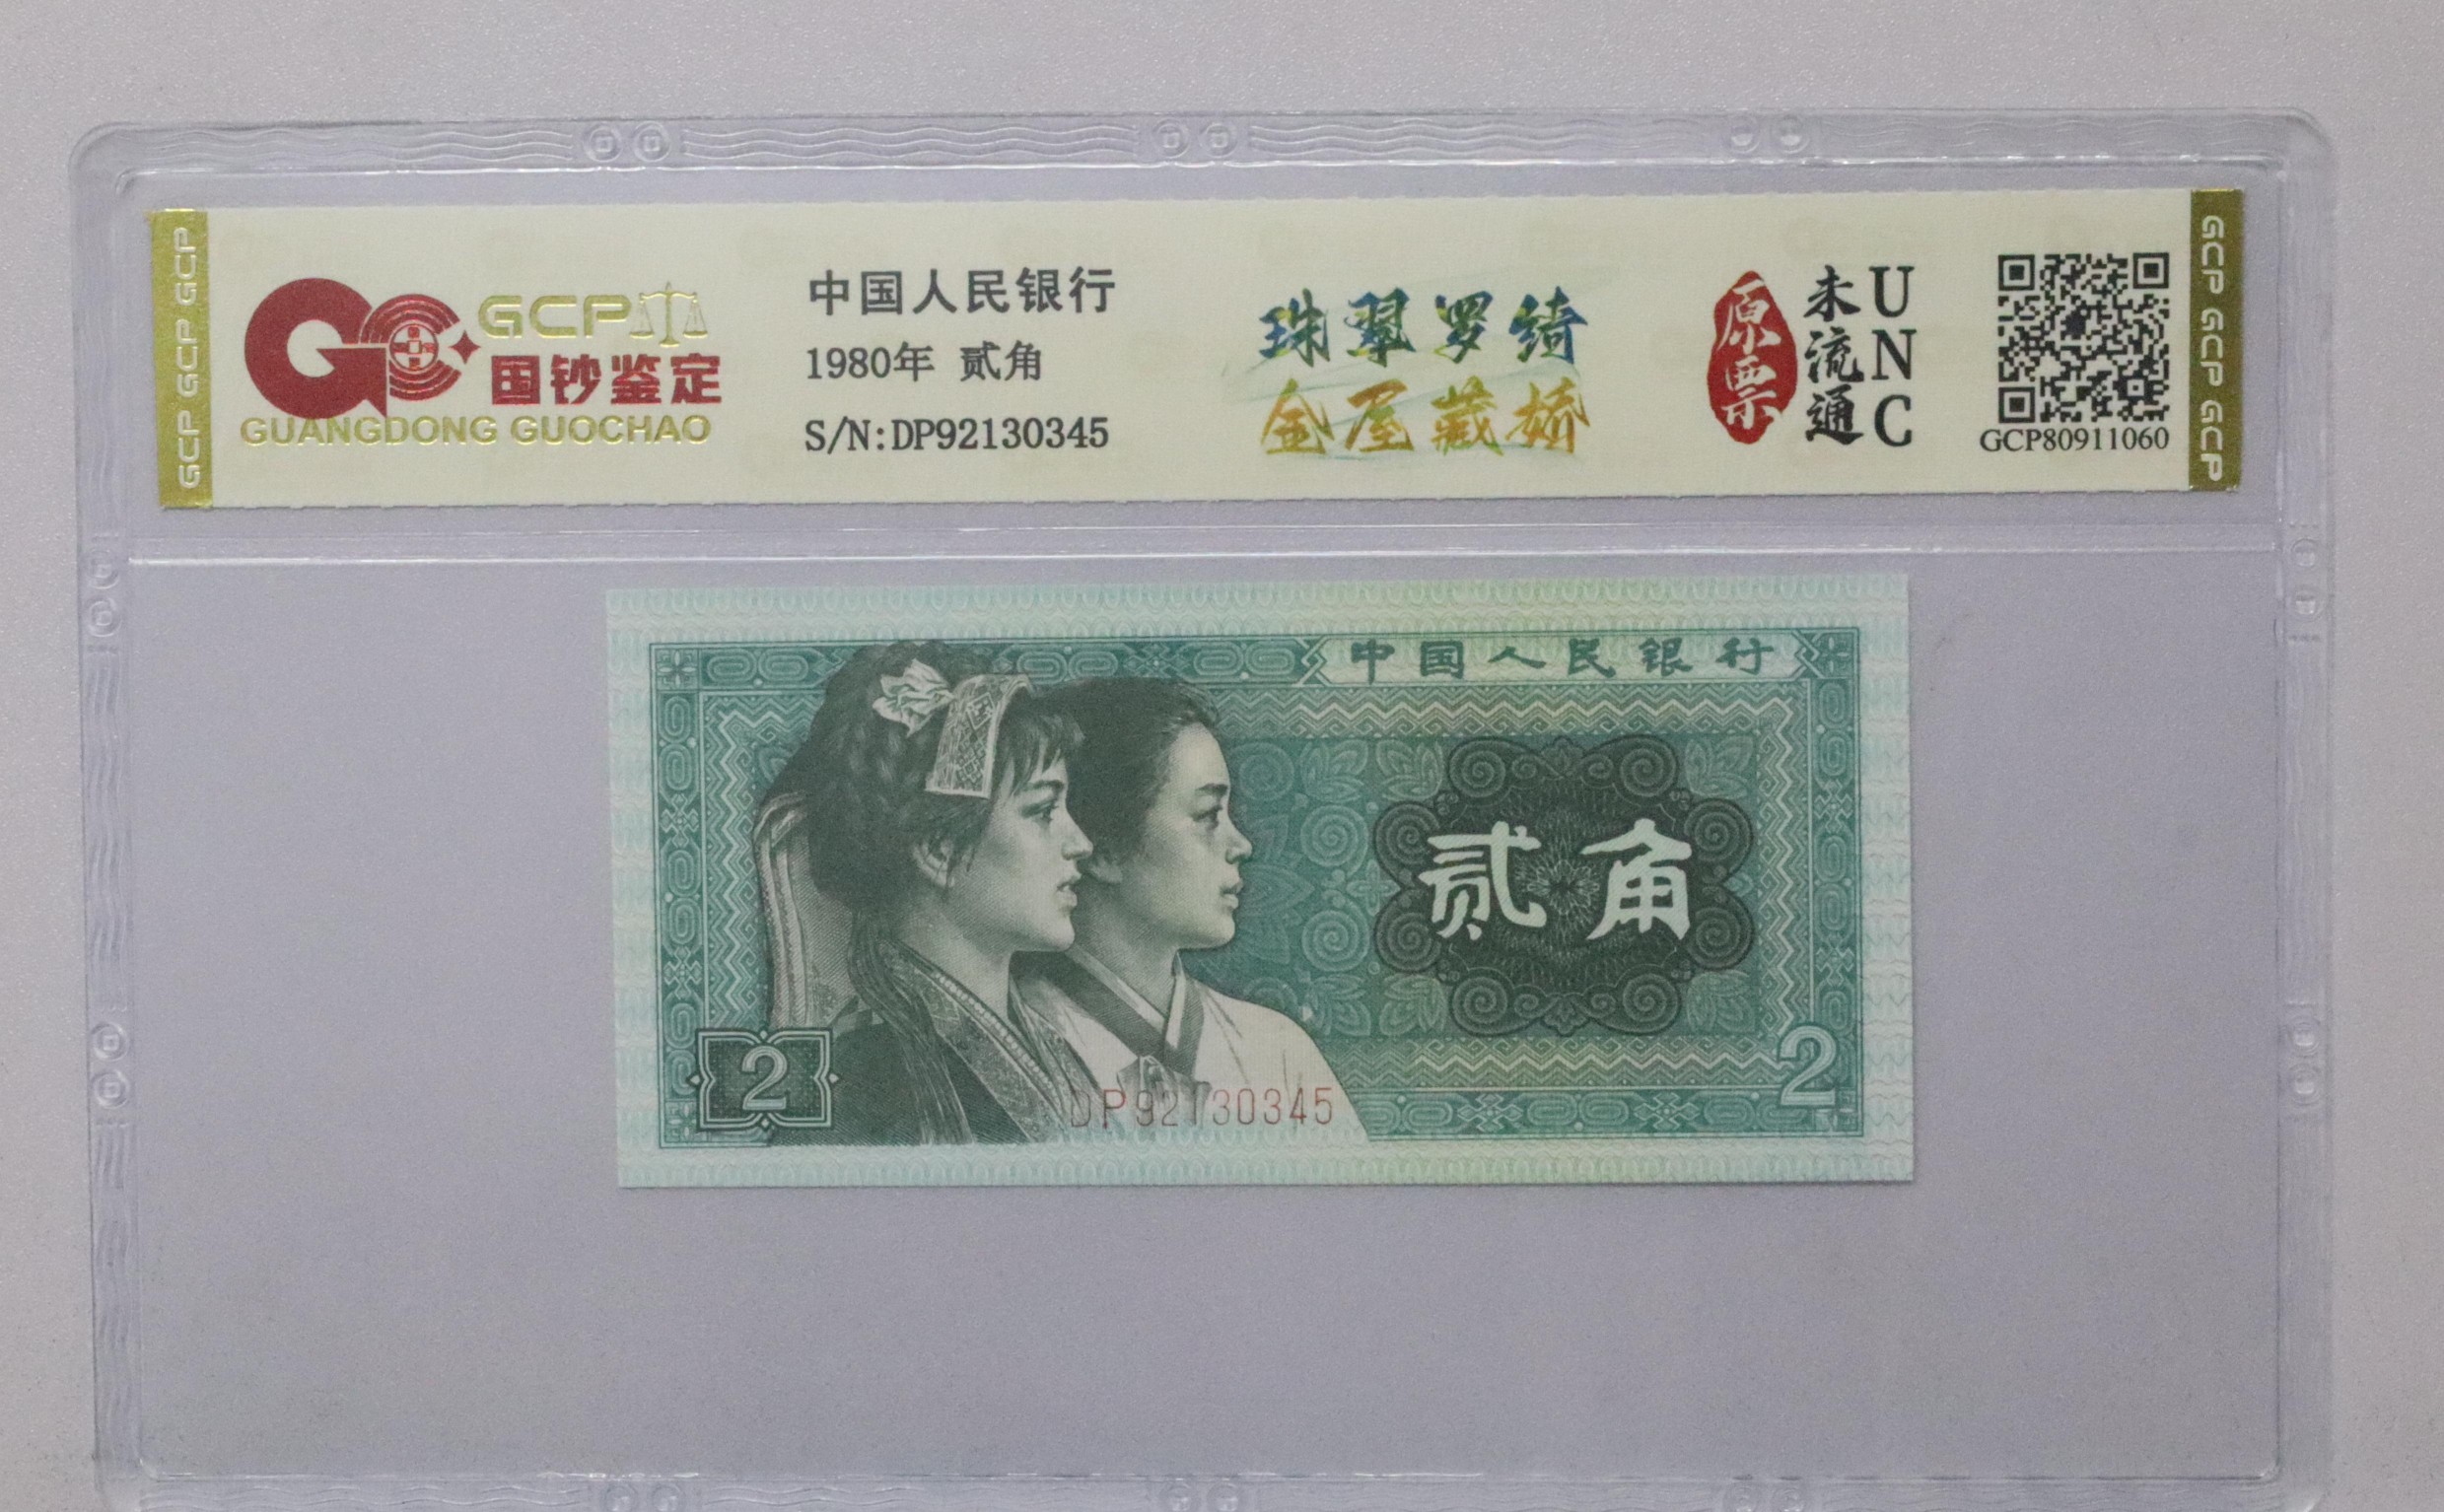 GCP GCP GCP
GCP
国钞鉴定
GUANGDONG GUOCHAO
中国人民银行
1980年 贰角
S/N:DP92130345
珠翠罗绮
金屋藏娇
原票
未流通
UNC
GCP80911060
GCP GCP GCP
中国人民银行
贰角
2
DP92130345
2